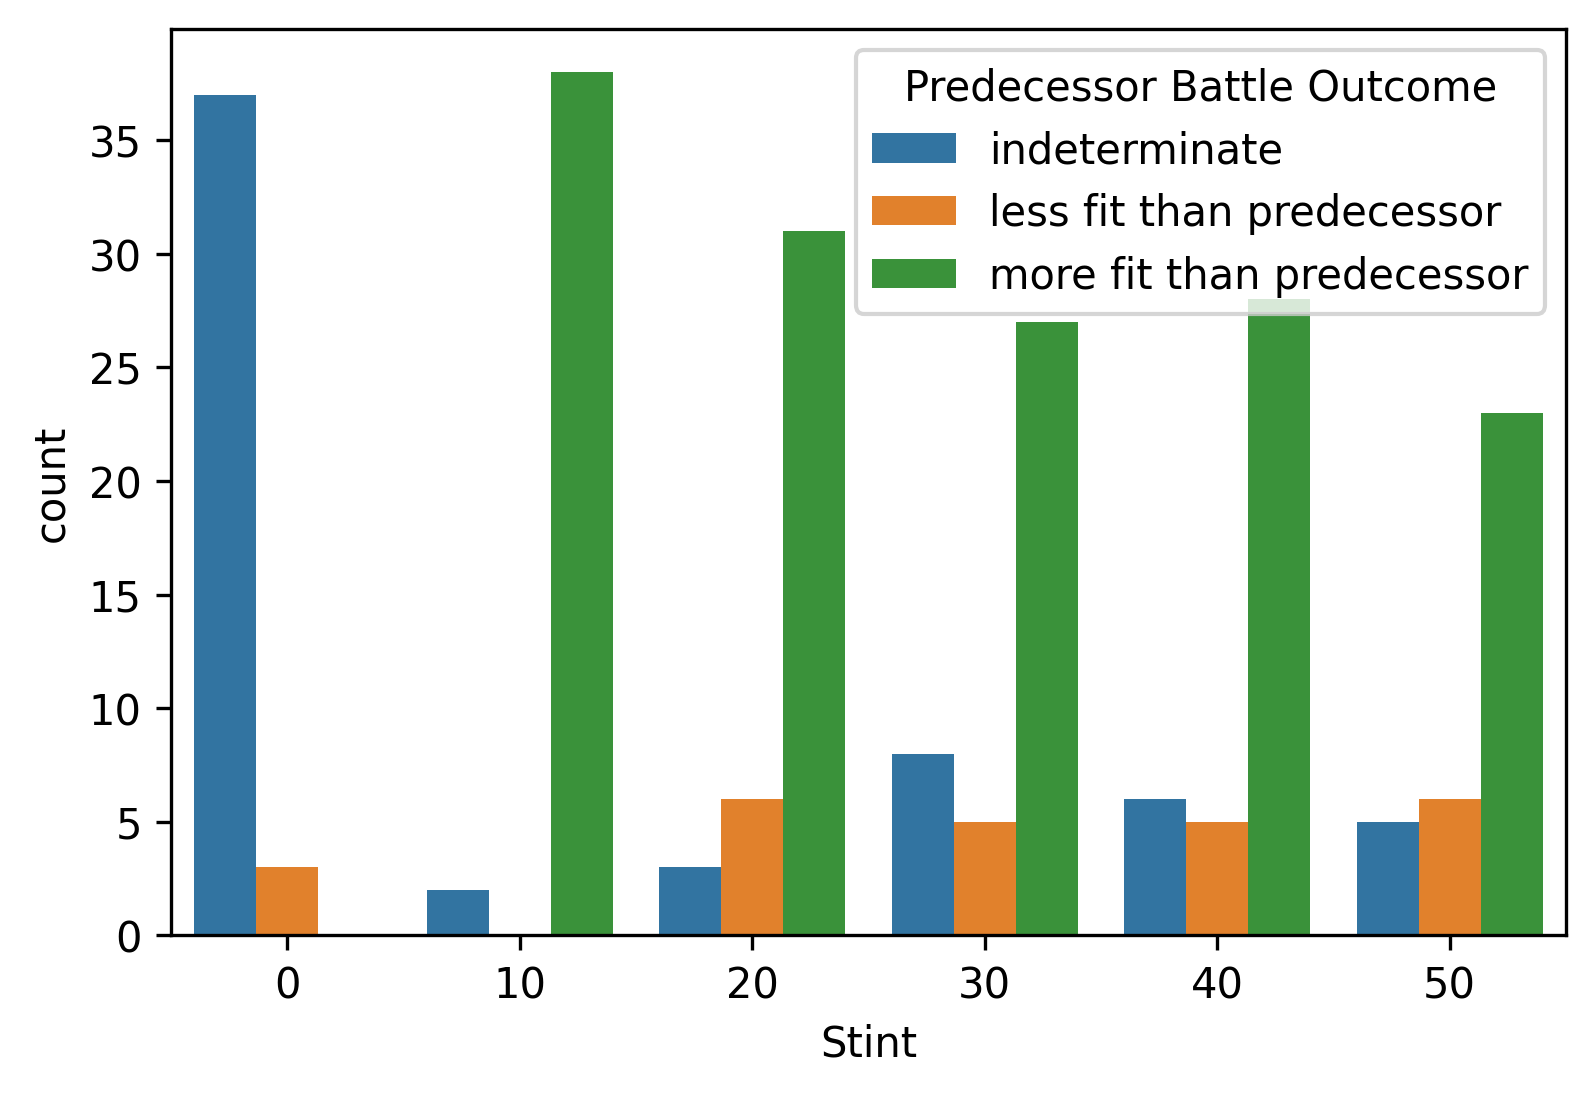 Predecessor Battle Outcome
indeterminate
less fit than predecessor
more fit than predecessor
count
35
30
25
20
15
10
5
0
0 10 20 30 40 50
Stint